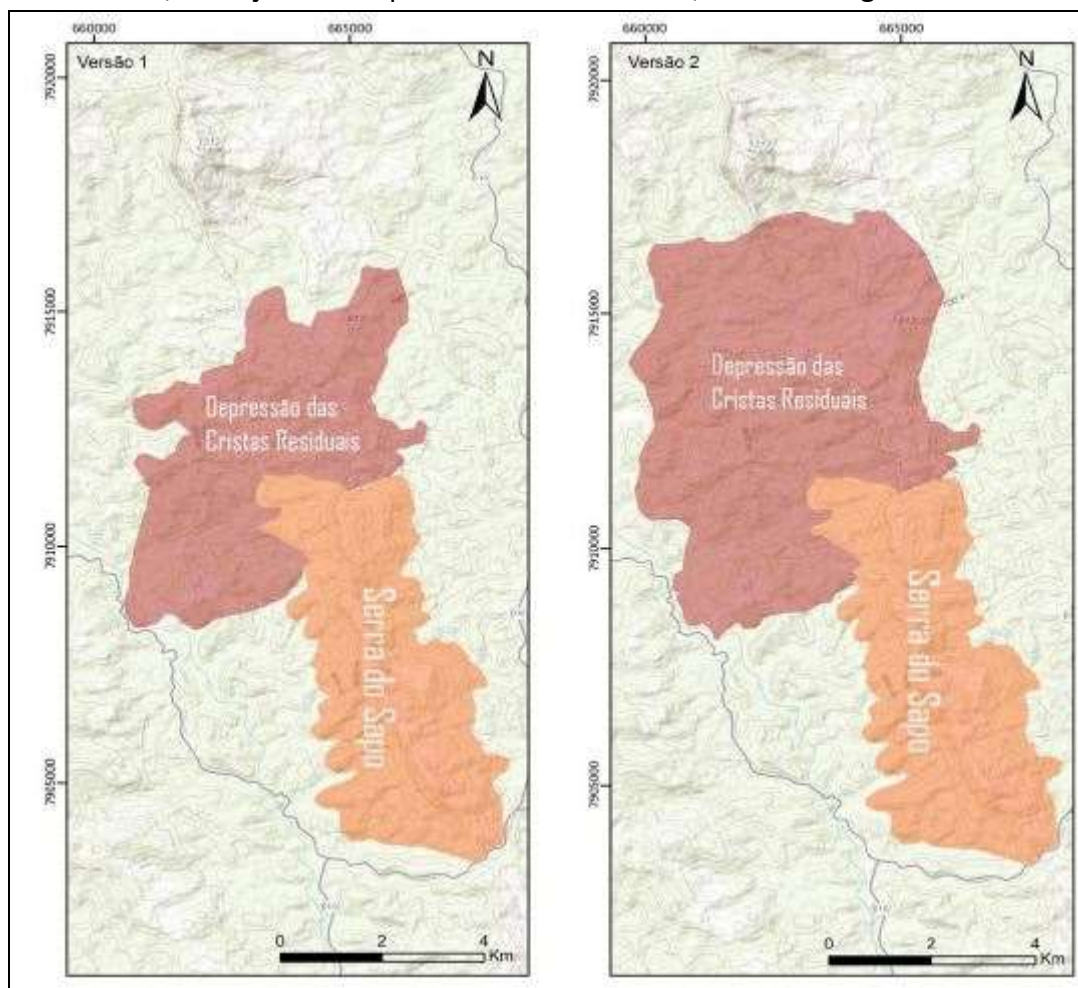 660000
665000
Versão 1
N
7920000
7915000
7910000
7905000
Depressão das
Cristas Residuais
Serra do Sapo
0 2 4
Km
660000
665000
Versão 2
N
7920000
7915000
7910000
7905000
Depressão das
Cristas Residuais
Serra do Sapo
0 2 4
Km